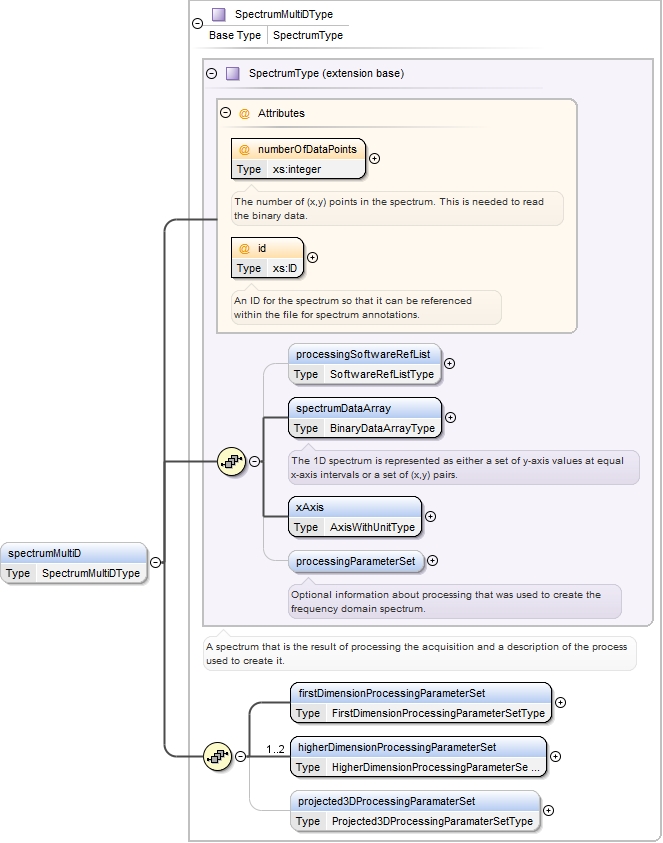 SpectrumMultiDType
Base Type SpectrumType
SpectrumType (extension base)
@ Attributes
@ numberOfDataPoints
Type xs:integer
The number of (x,y) points in the spectrum. This is needed to read
the binary data.
@ id
Type xs:ID
An ID for the spectrum so that it can be referenced
within the file for spectrum annotations.
processingSoftwareRefList
Type SoftwareRefListType
spectrumDataArray
Type BinaryDataArrayType
The 1D spectrum is represented as either a set of y-axis values at equal
x-axis intervals or a set of (x,y) pairs.
xAxis
Type AxisWithUnitType
processingParameterSet
Optional information about processing that was used to create the
frequency domain spectrum.
spectrumMultiD
Type SpectrumMultiDType
A spectrum that is the result of processing the acquisition and a description of the process
used to create it.
firstDimensionProcessingParameterSet
Type FirstDimensionProcessingParameterSetType
1..2
higherDimensionProcessingParameterSet
Type HigherDimensionProcessingParameterSe ...
projected3DProcessingParamaterSet
Type Projected3DProcessingParamaterSetType